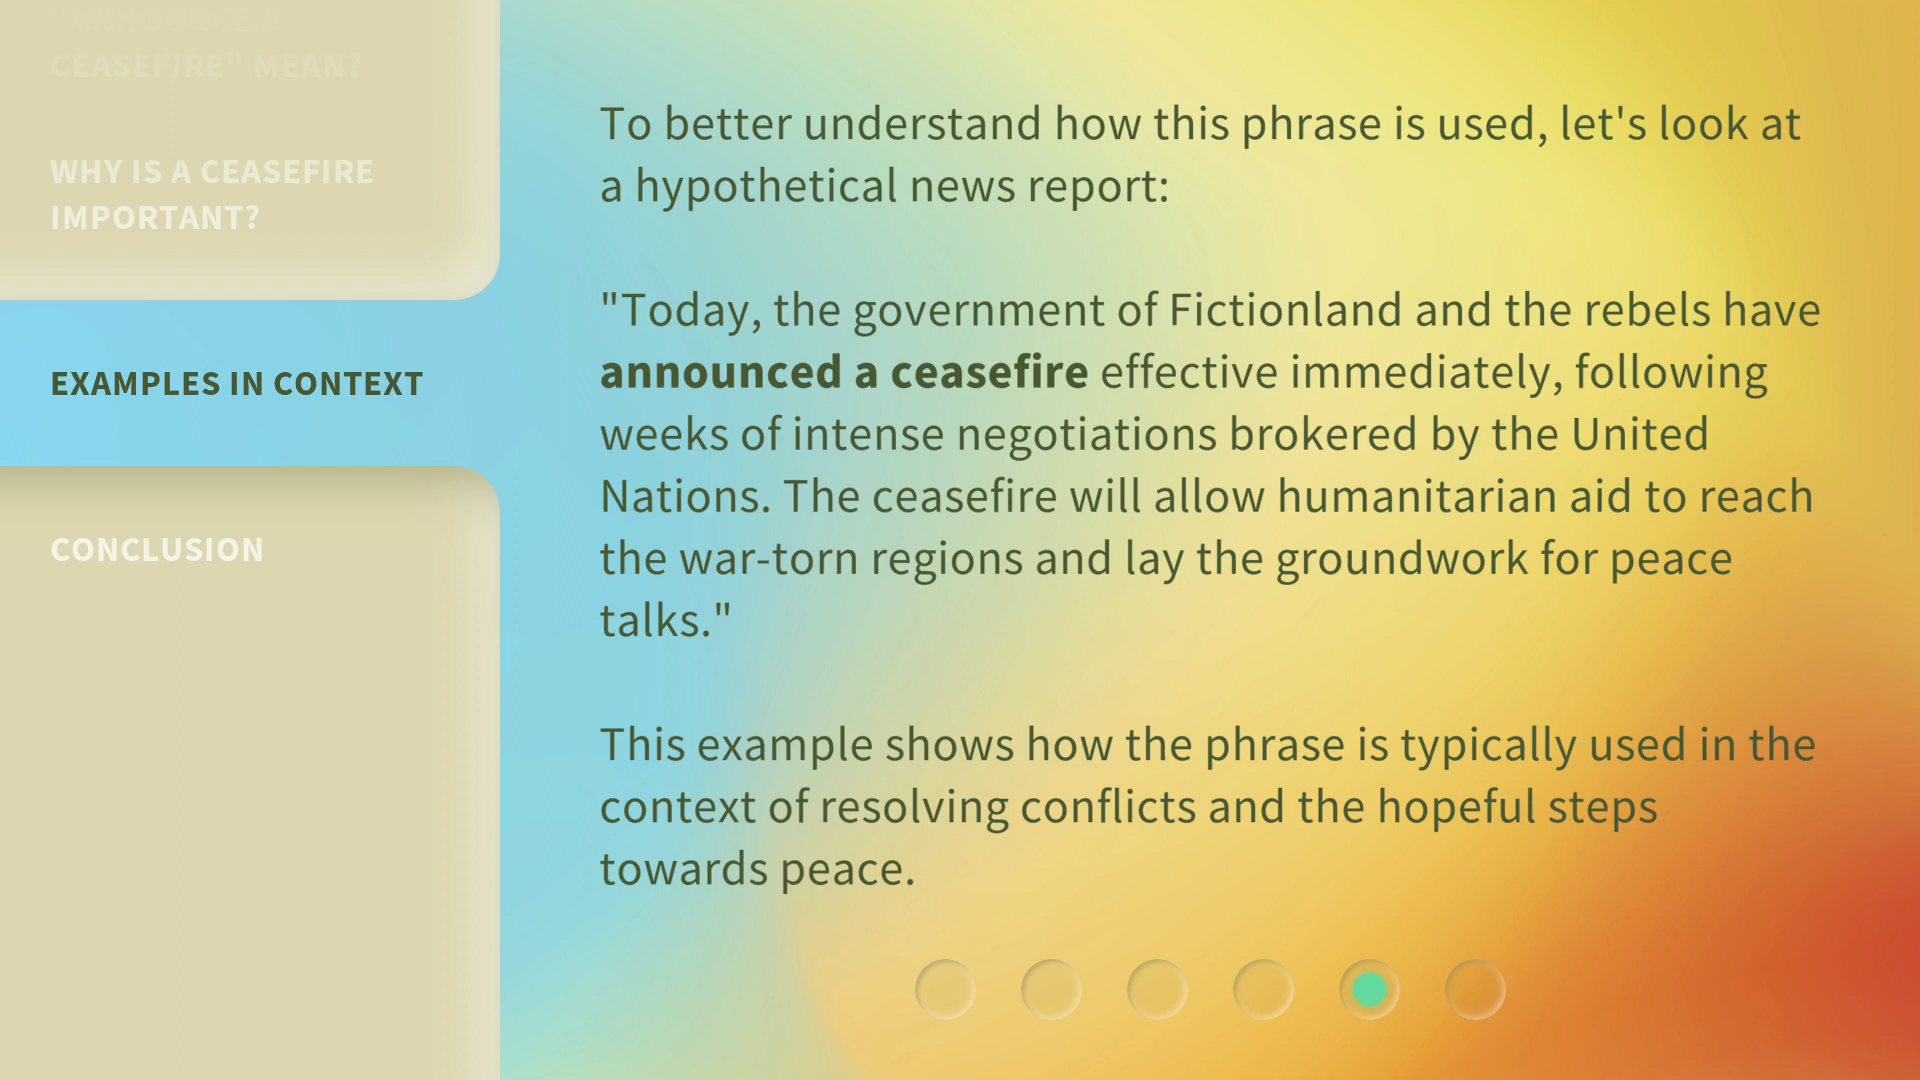 "ANNOUNCE A
CEASEFIRE" MEAN?
WHY IS A CEASEFIRE
IMPORTANT?
EXAMPLES IN CONTEXT
CONCLUSION
To better understand how this phrase is used, let's look at
a hypothetical news report:
"Today, the government of Fictionland and the rebels have
announced a ceasefire effective immediately, following
weeks of intense negotiations brokered by the United
Nations. The ceasefire will allow humanitarian aid to reach
the war-torn regions and lay the groundwork for peace
talks."
This example shows how the phrase is typically used in the
context of resolving conflicts and the hopeful steps
towards peace.